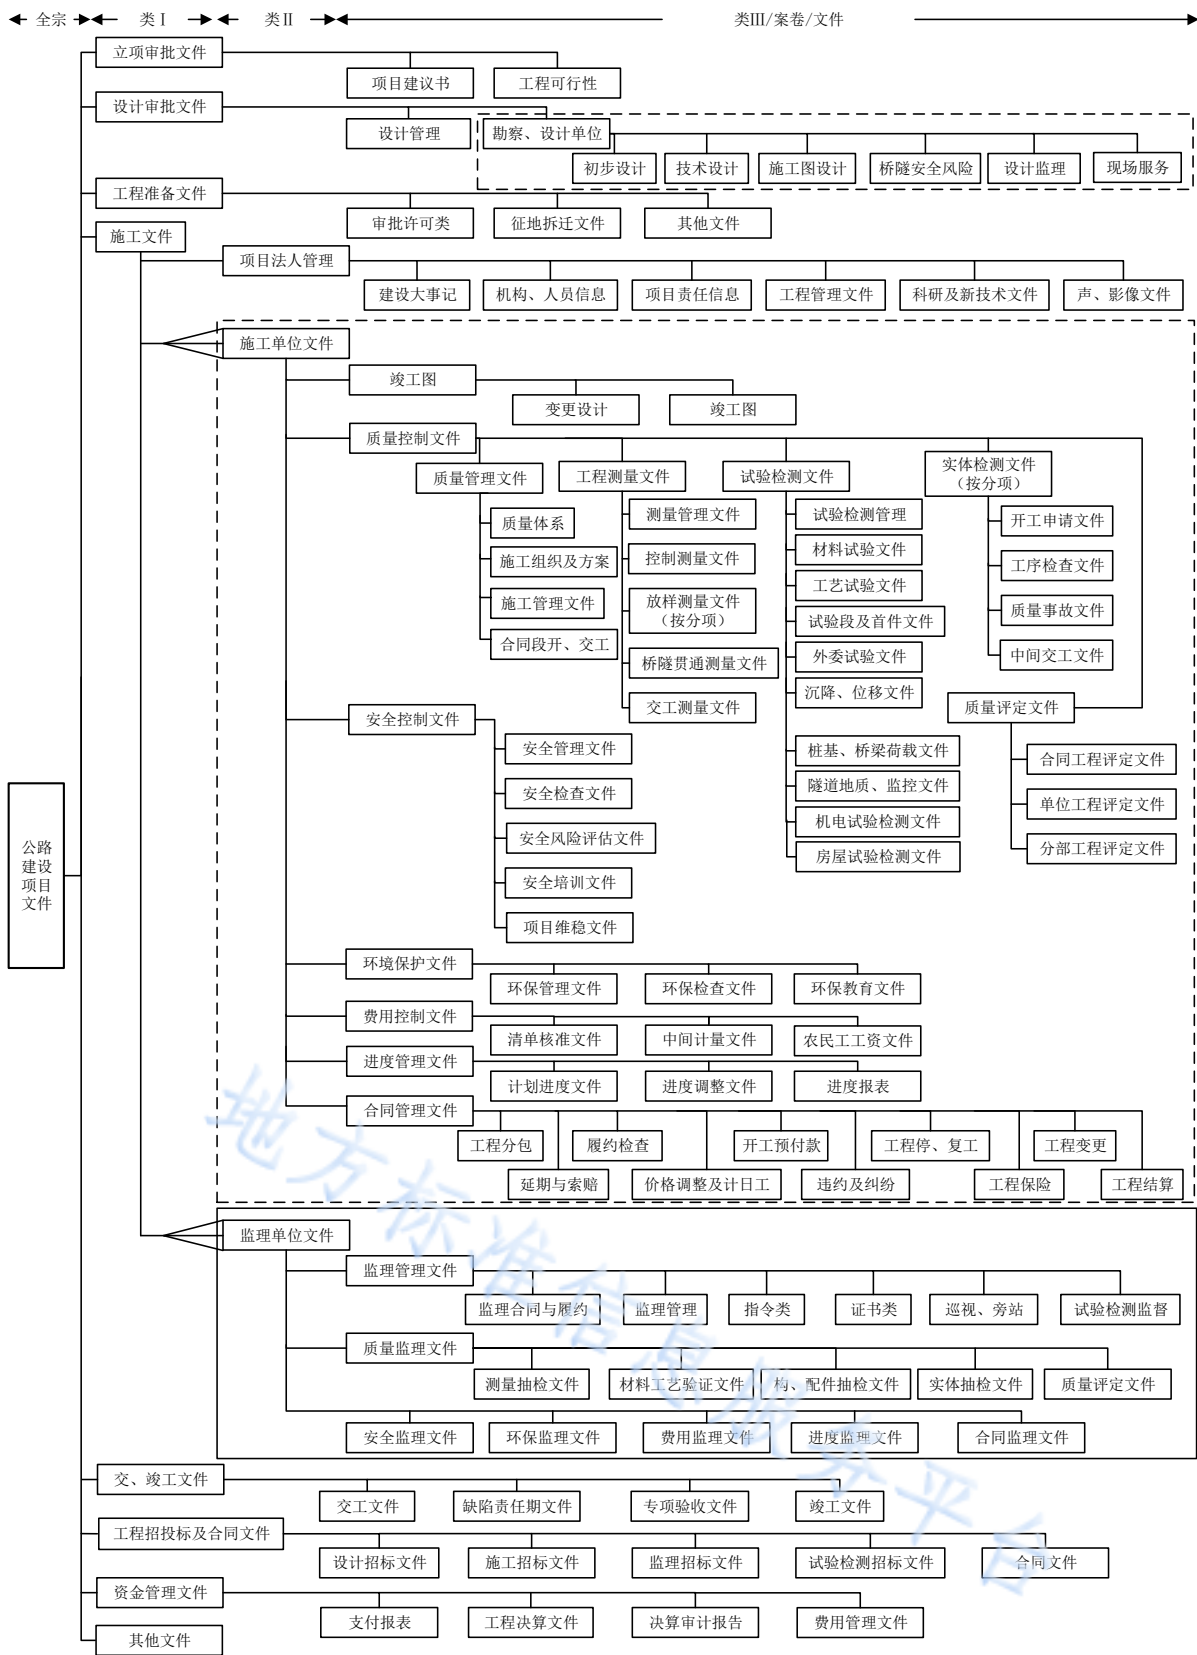 全宗 类Ⅰ 类Ⅱ 类Ⅲ/案卷/文件
立项审批文件
项目建议书 工程可行性
设计审批文件
设计管理 勘察、设计单位
初步设计 技术设计 施工图设计 桥隧安全风险 设计监理 现场服务
工程准备文件
审批许可类 征地拆迁文件 其他文件
施工文件
项目法人管理
建设大事记 机构、人员信息 项目责任信息 工程管理文件 科研及新技术文件 声、影像文件
施工单位文件
竣工图
变更设计 竣工图
质量控制文件
质量管理文件 工程测量文件 试验检测文件 实体检测文件
(按分项)
质量体系 测量管理文件 试验检测管理 开工申请文件
施工组织及方案 控制测量文件 材料试验文件 工序检查文件
工艺试验文件
施工管理文件 放样测量文件 质量事故文件
(按分项) 试验段及首件文件
合同段开、交工 桥隧贯通测量文件 外委试验文件 中间交工文件
沉降、位移文件
安全控制文件 交工测量文件 质量评定文件
安全管理文件 桩基、桥梁荷载文件 合同工程评定文件
安全检查文件 隧道地质、监控文件 单位工程评定文件
机电试验检测文件
安全风险评估文件 分部工程评定文件
房屋试验检测文件
公路
建设
项目
文件
安全培训文件
项目维稳文件
环境保护文件
环保管理文件 环保检查文件 环保教育文件
费用控制文件
清单核准文件 中间计量文件 农民工工资文件
进度管理文件
计划进度文件 进度调整文件 进度报表
合同管理文件
工程分包 履约检查 开工预付款 工程停、复工 工程变更
延期与索赔 价格调整及计日工 违约及纠纷 工程保险 工程结算
监理单位文件
监理管理文件
监理合同与履约 监理管理 指令类 证书类 巡视、旁站 试验检测监督
质量监理文件
测量抽检文件 材料工艺验证文件 构、配件抽检文件 实体抽检文件 质量评定文件
安全监理文件 环保监理文件 费用监理文件 进度监理文件 合同监理文件
交、竣工文件
交工文件 缺陷责任期文件 专项验收文件 竣工文件
工程招投标及合同文件
设计招标文件 施工招标文件 监理招标文件 试验检测招标文件 合同文件
资金管理文件
支付报表 工程决算文件 决算审计报告 费用管理文件
其他文件
地方标准信息服务平台